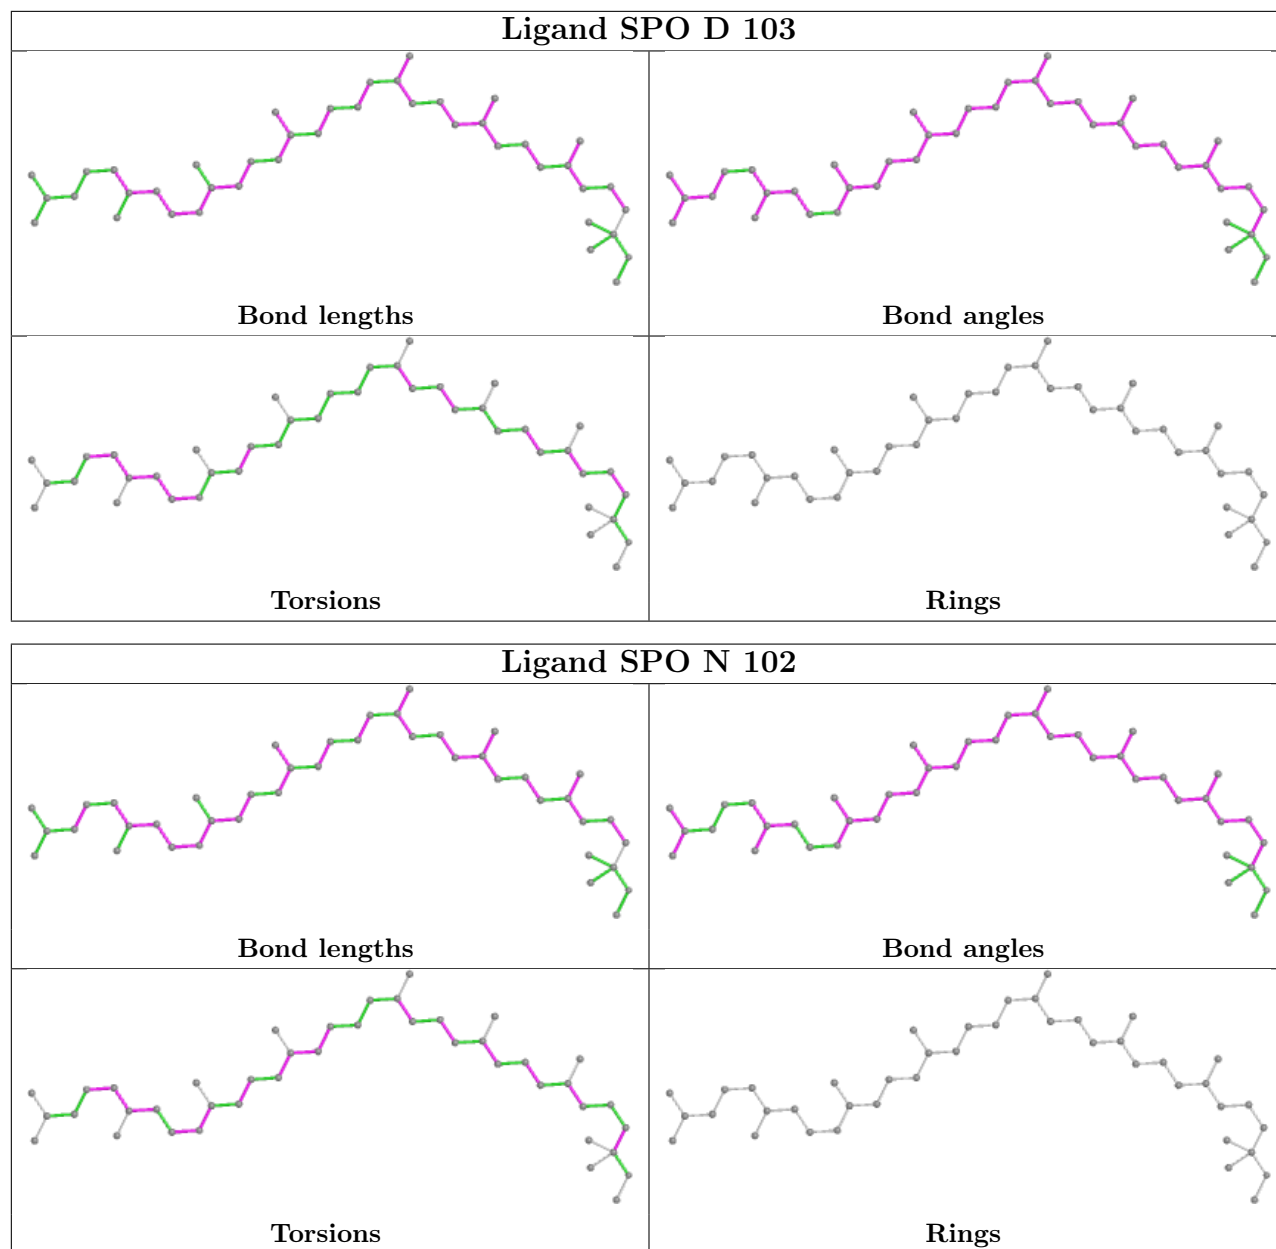 Ligand SPO D 103
Bond lengths
Bond angles
Torsions
Rings
Ligand SPO N 102
Bond lengths
Bond angles
Torsions
Rings